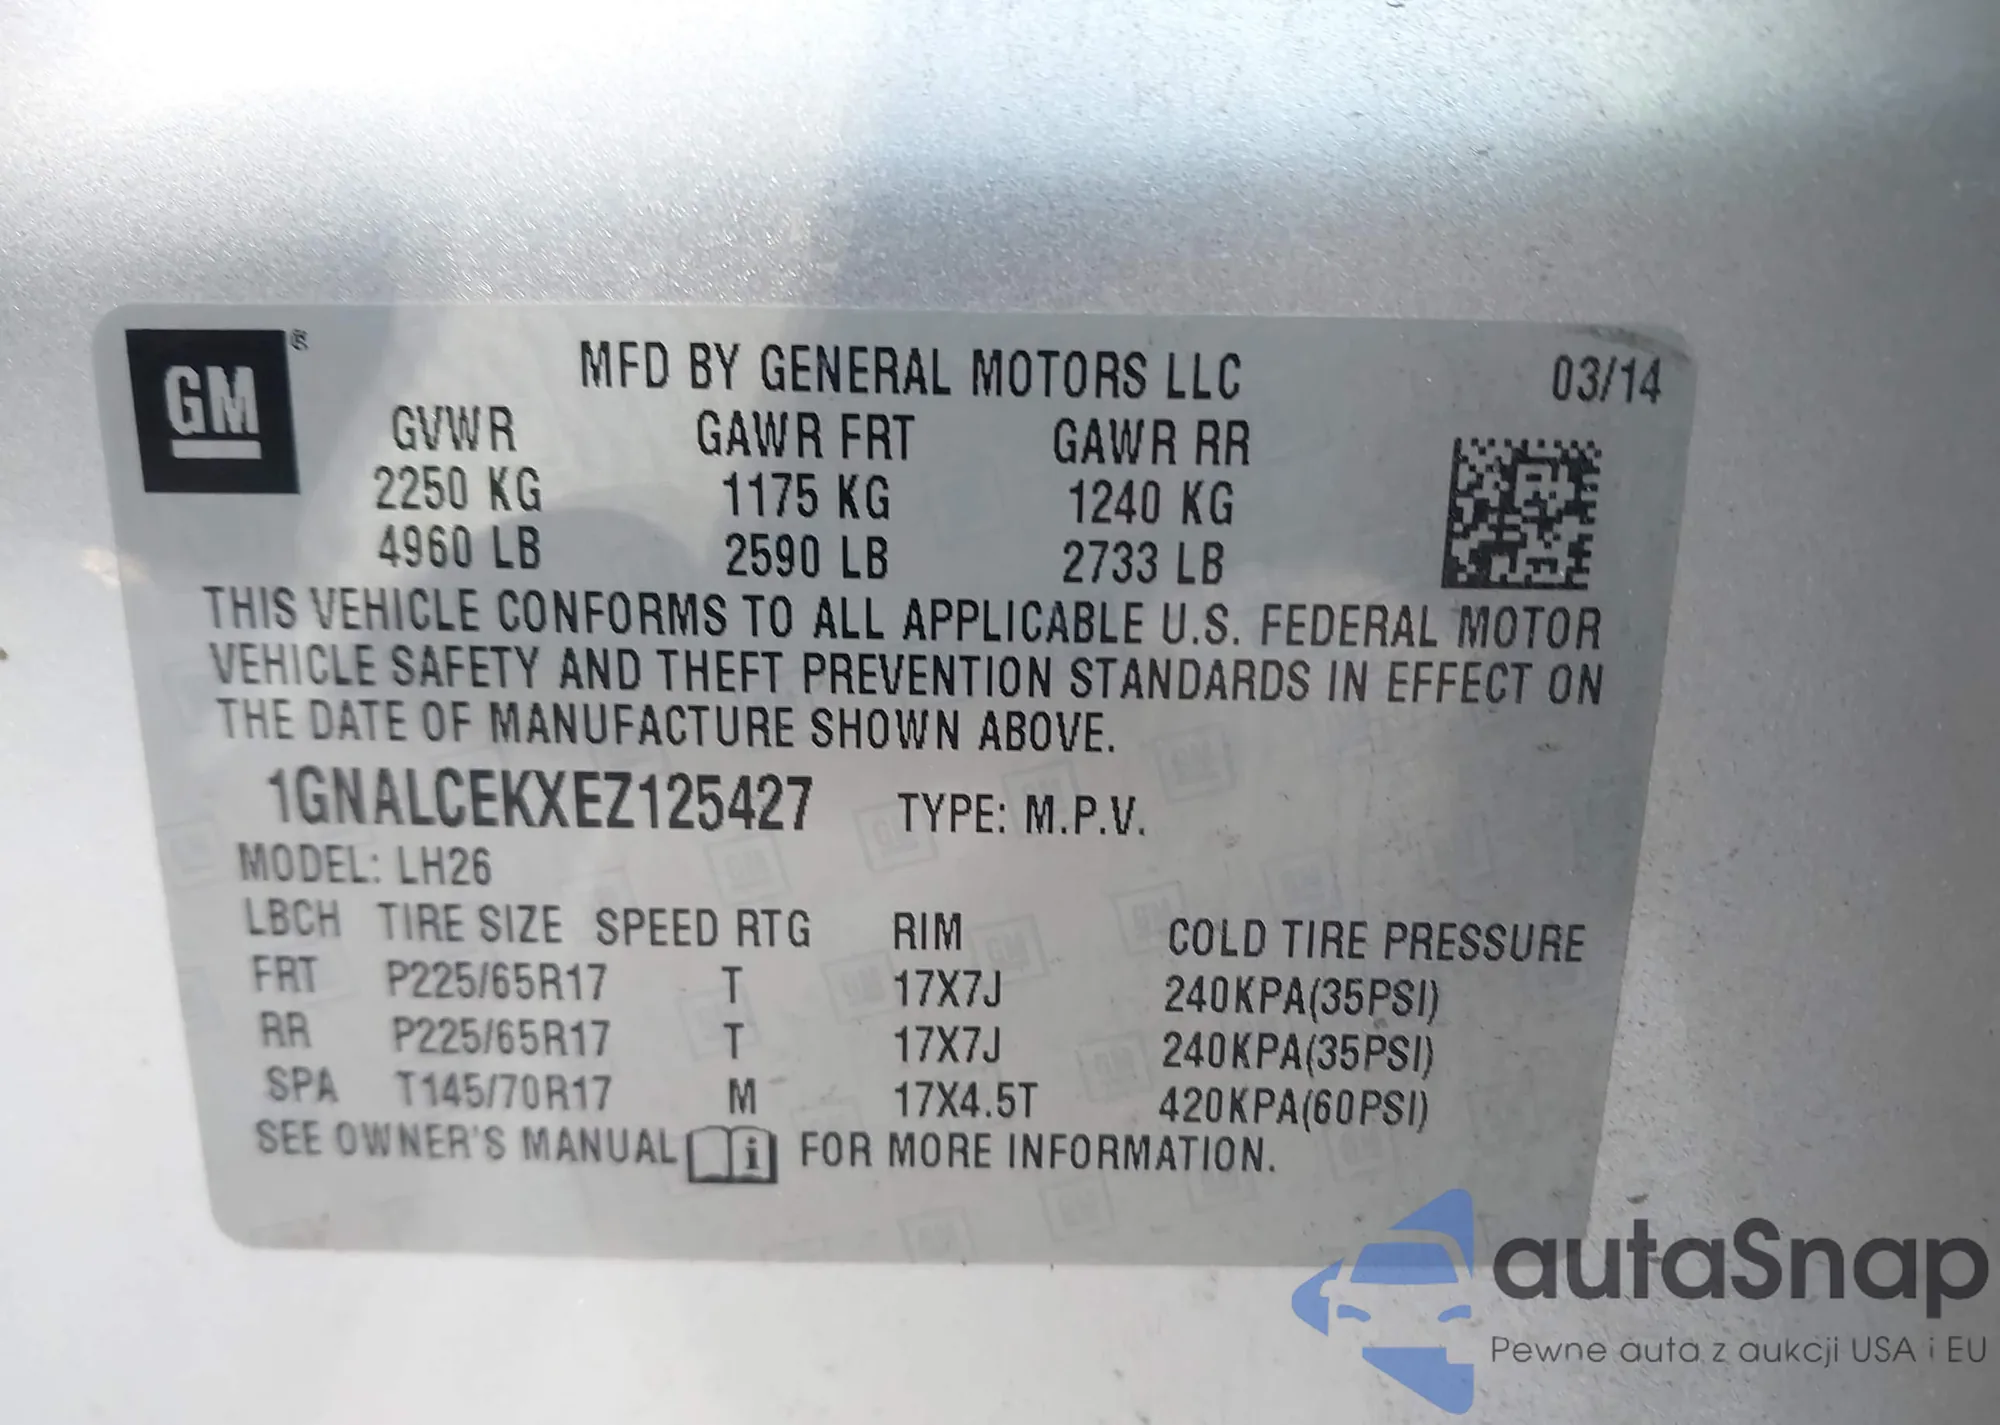 GM®
MFD BY GENERAL MOTORS LLC 03/14
GVWR GAWR FRT GAWR RR
2250 KG 1175 KG 1240 KG
4960 LB 2590 LB 2733 LB
THIS VEHICLE CONFORMS TO ALL APPLICABLE U.S. FEDERAL MOTOR
VEHICLE SAFETY AND THEFT PREVENTION STANDARDS IN EFFECT ON
THE DATE OF MANUFACTURE SHOWN ABOVE.
1GNALCEKXEZ125427 TYPE: M.P.V.
MODEL: LH26
LBCH TIRE SIZE SPEED RTG RIM COLD TIRE PRESSURE
FRT P225/65R17 T 17X7J 240KPA(35PSI)
RR P225/65R17 T 17X7J 240KPA(35PSI)
SPA T145/70R17 M 17X4.5T 420KPA(60PSI)
SEE OWNER'S MANUAL i FOR MORE INFORMATION.
autaSnap
Pewne auta z aukcji USA i EU